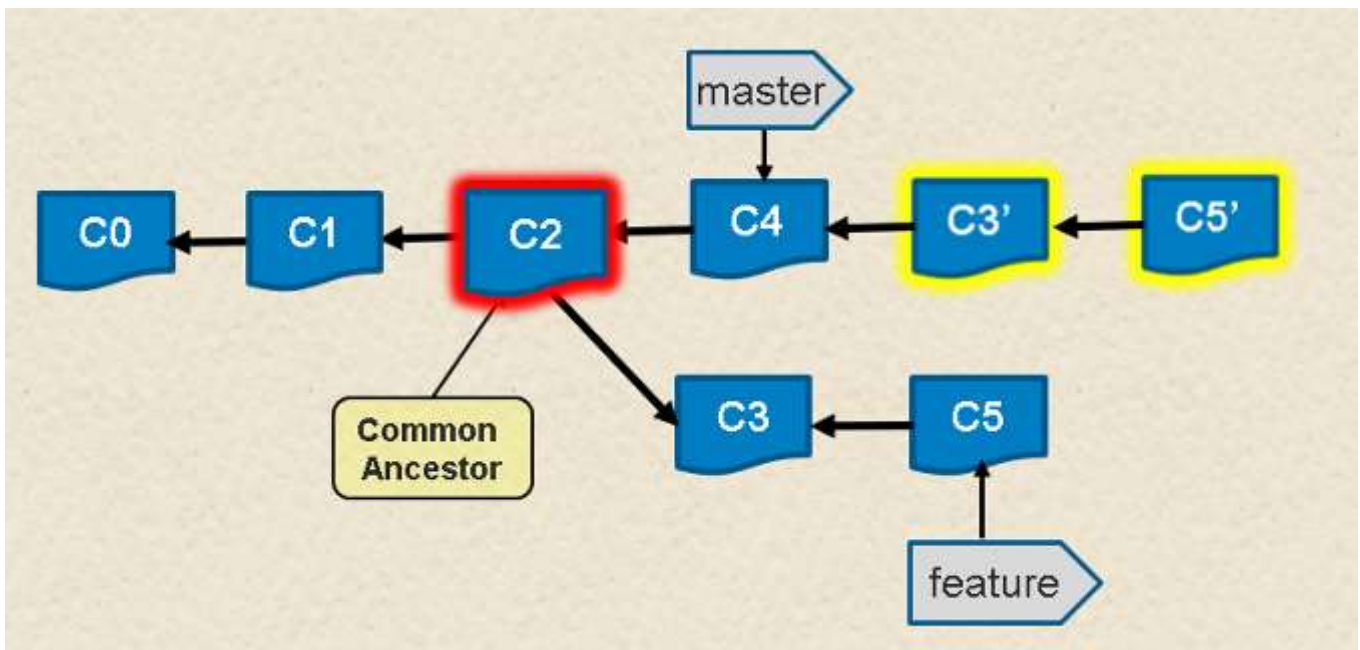 master
C0
C1
C2
C4
C3’
C5'
Common
Ancestor
C3
C5
feature